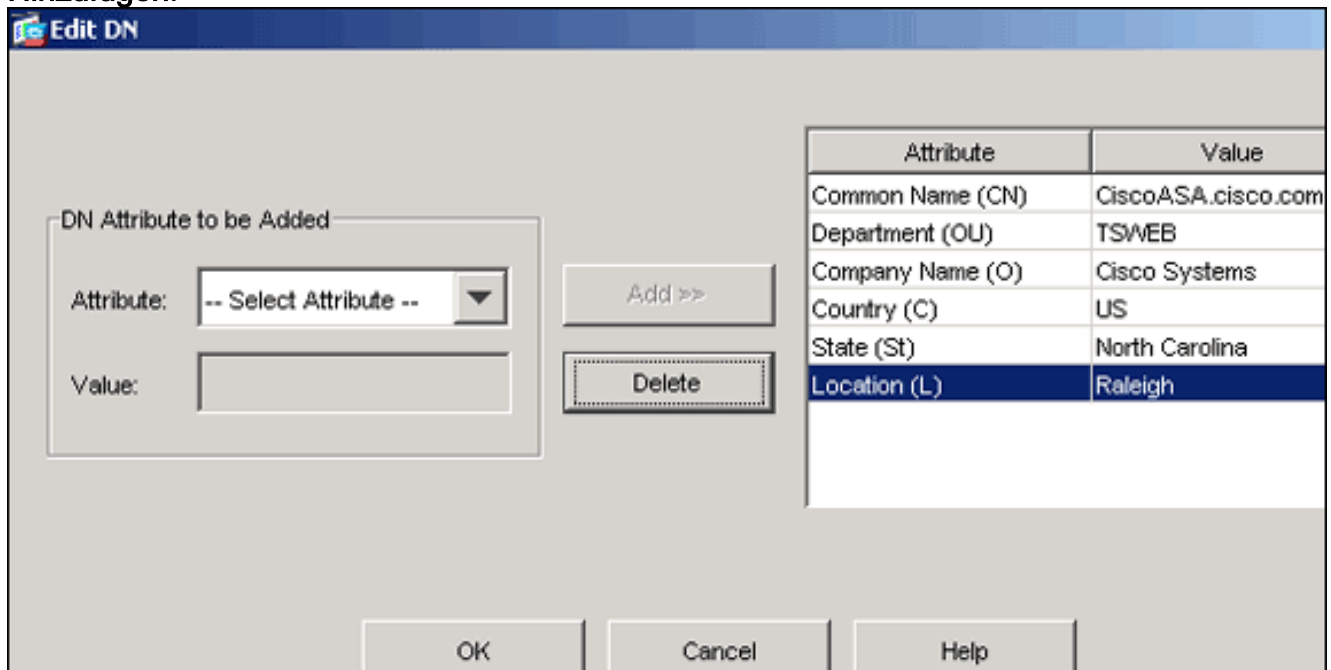 Hinzufügen.
Edit DN
DN Attribute to be Added
Attribute: -- Select Attribute --
Value:
Add >>
Delete
Attribute Value
Common Name (CN) CiscoASA.cisco.com
Department (OU) TSWEB
Company Name (O) Cisco Systems
Country (C) US
State (St) North Carolina
Location (L) Raleigh
OK Cancel Help